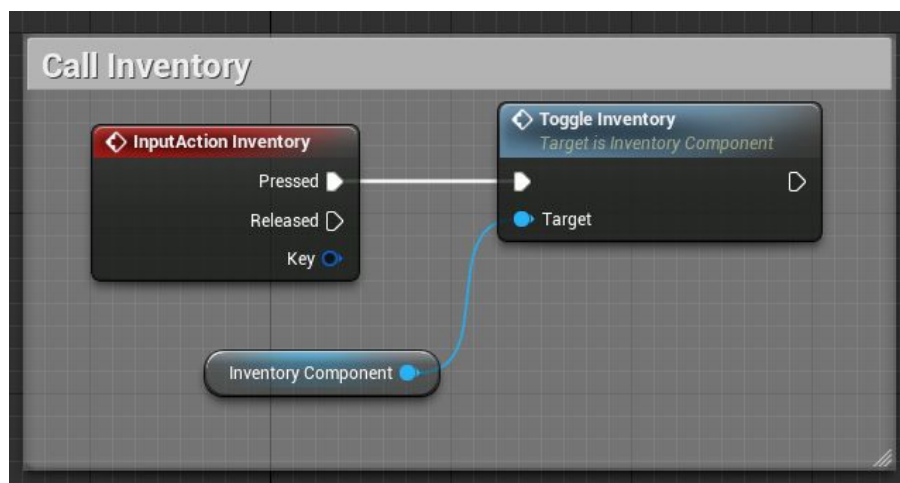 Call Inventory
InputAction Inventory
Pressed
Released
Key
Toggle Inventory
Target is Inventory Component
Target
Inventory Component